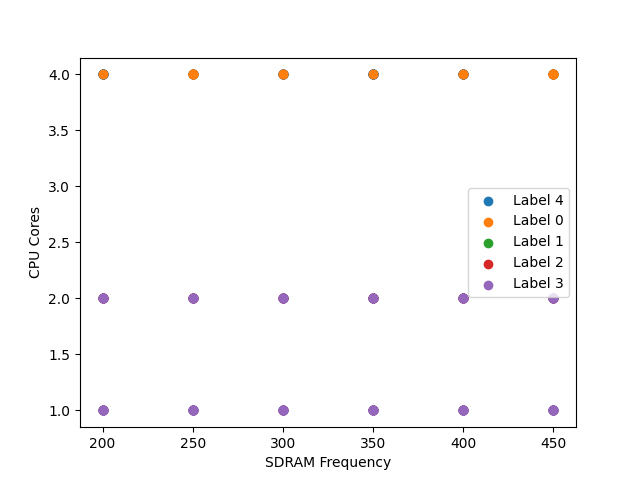 4.0
3.5
3.0
2.5
2.0
1.5
1.0
CPU Cores
Label 4
Label 0
Label 1
Label 2
Label 3
200 250 300 350 400 450
SDRAM Frequency